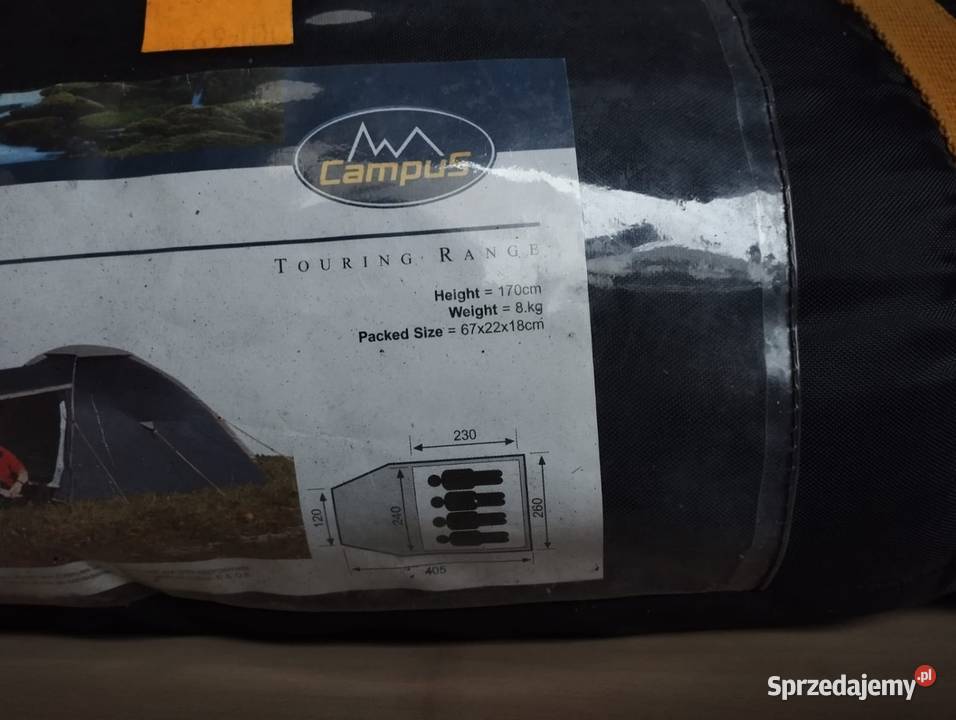 Campus
TOURING RANGE
Height = 170cm
Weight = 8.kg
Packed Size = 67x22x18cm
230
120
240
260
405
Sprzedajemy.pl